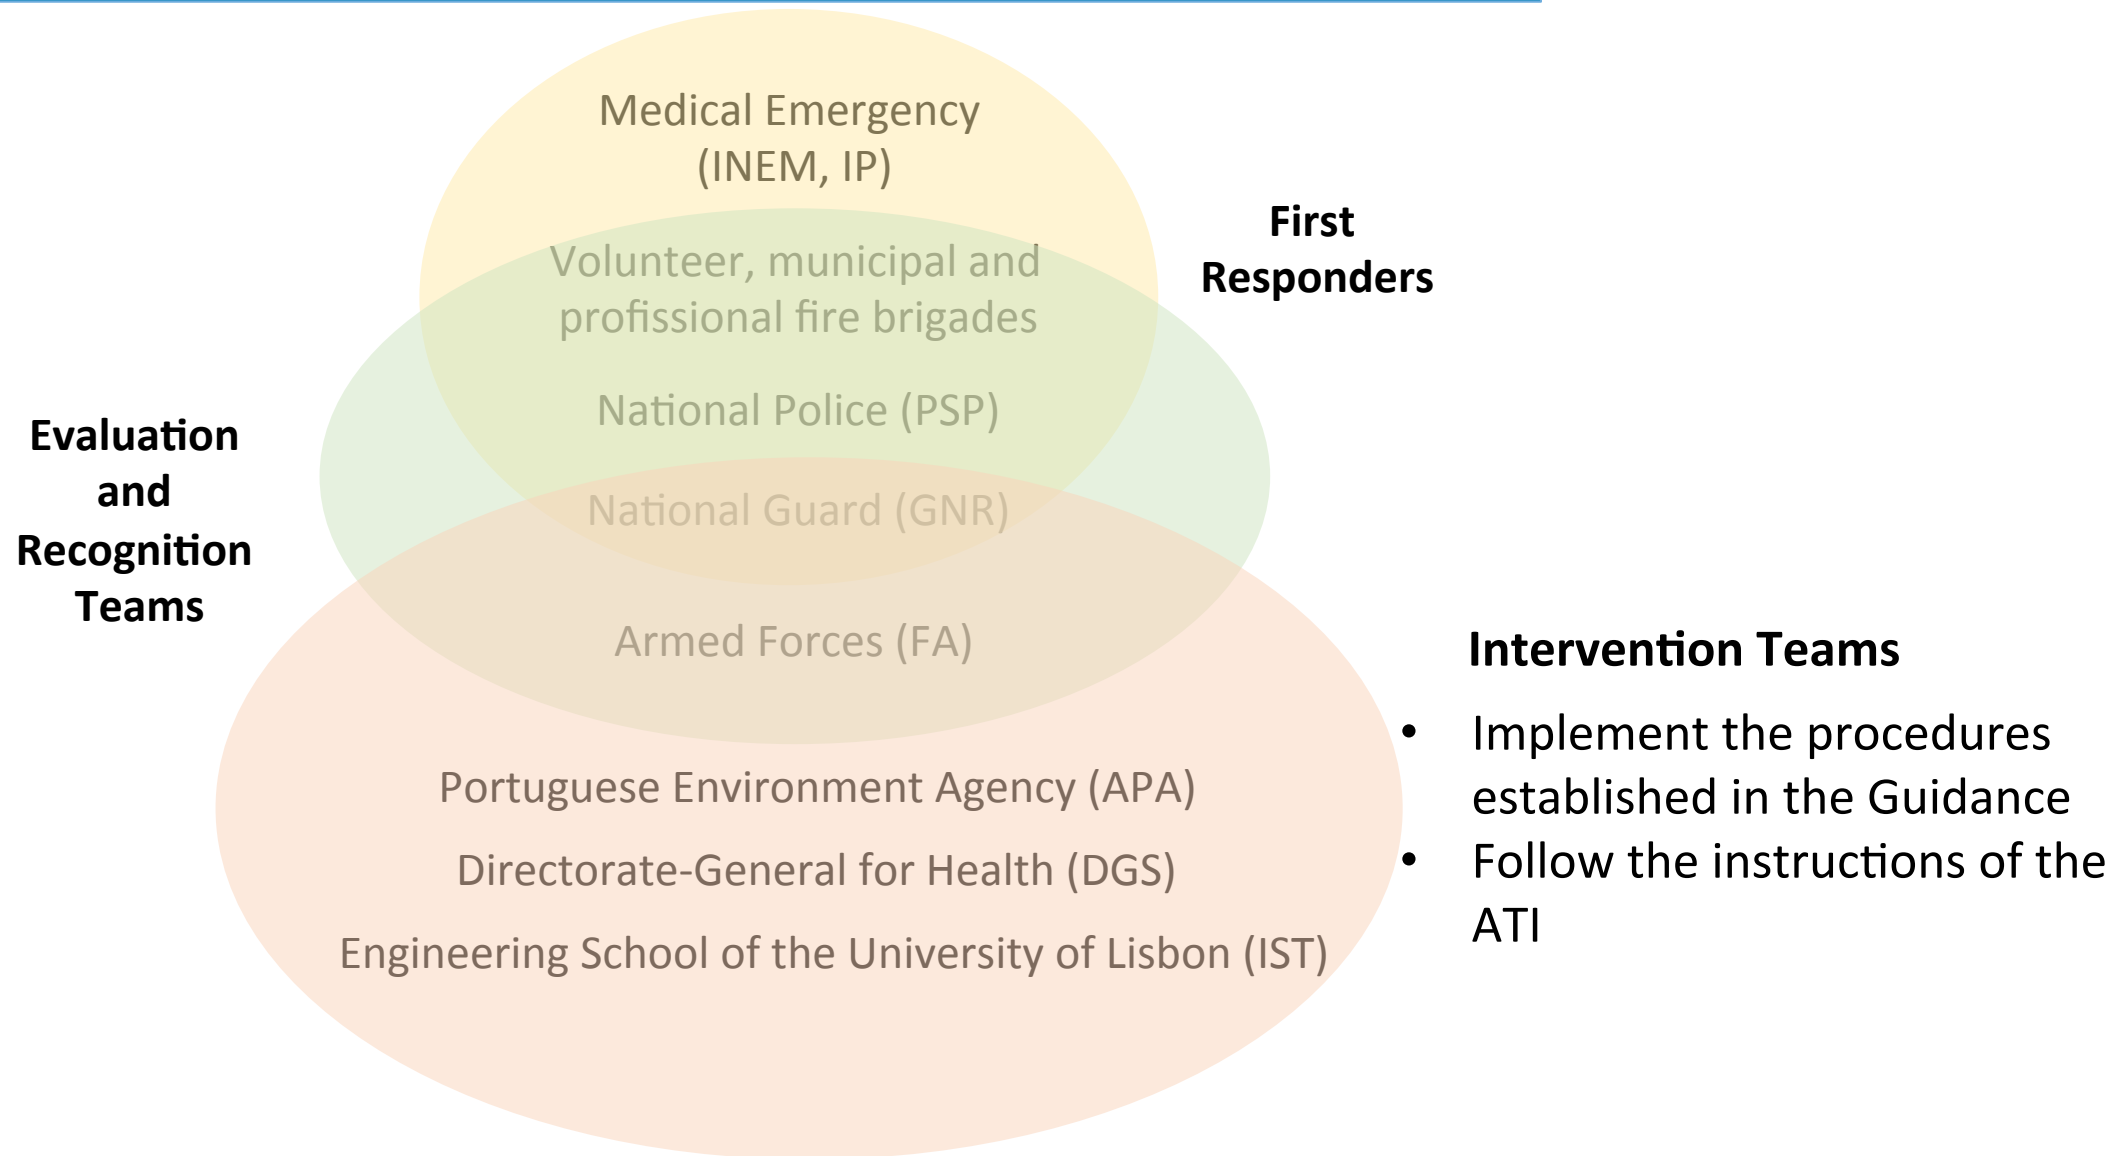 Medical Emergency
(INEM, IP)
First
Responders
Volunteer, municipal and
profissional fire brigades
National Police (PSP)
Evaluation
and
Recognition
Teams
National Guard (GNR)
Armed Forces (FA)
Intervention Teams
• Implement the procedures
established in the Guidance
• Follow the instructions of the
ATI
Portuguese Environment Agency (APA)
Directorate-General for Health (DGS)
Engineering School of the University of Lisbon (IST)